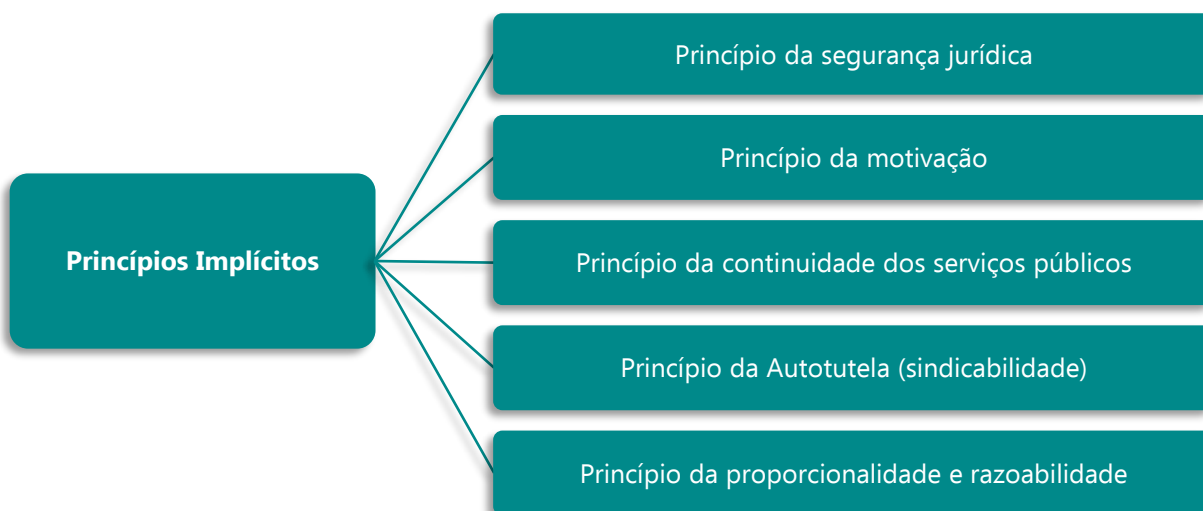 Princípios Implícitos
Princípio da segurança jurídica
Princípio da motivação
Princípio da continuidade dos serviços públicos
Princípio da Autotutela (sindicabilidade)
Princípio da proporcionalidade e razoabilidade